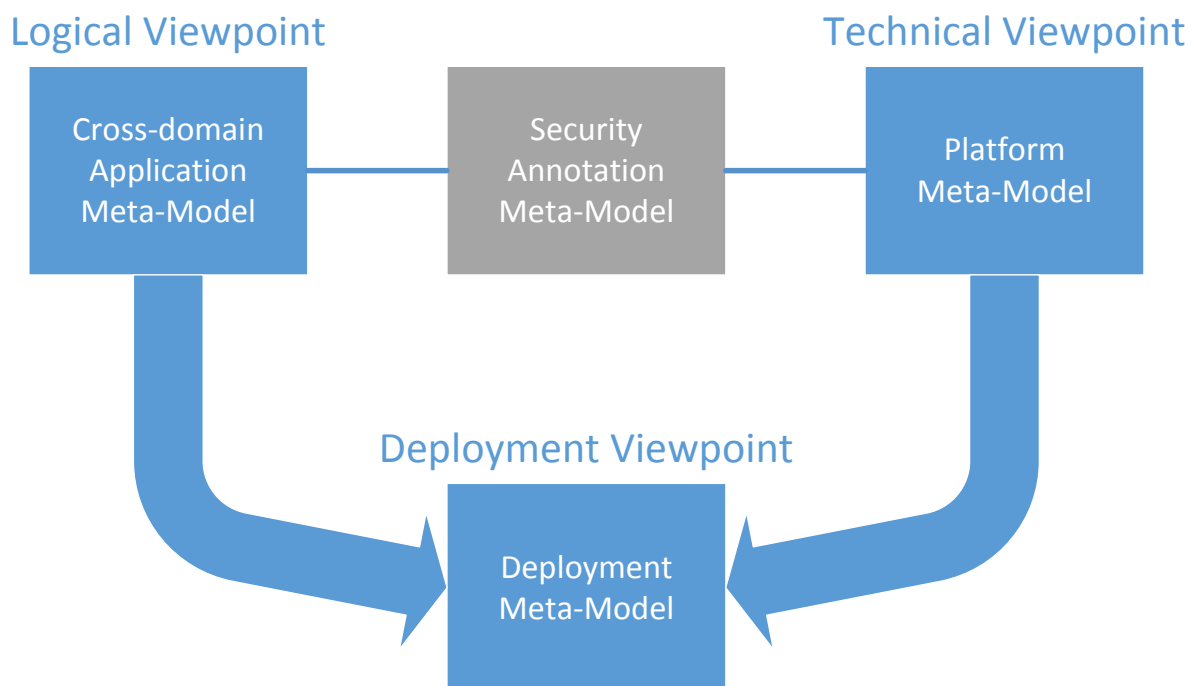 Logical Viewpoint
Technical Viewpoint
Cross-domain
Application
Meta-Model
Security
Annotation
Meta-Model
Platform
Meta-Model
Deployment Viewpoint
Deployment
Meta-Model